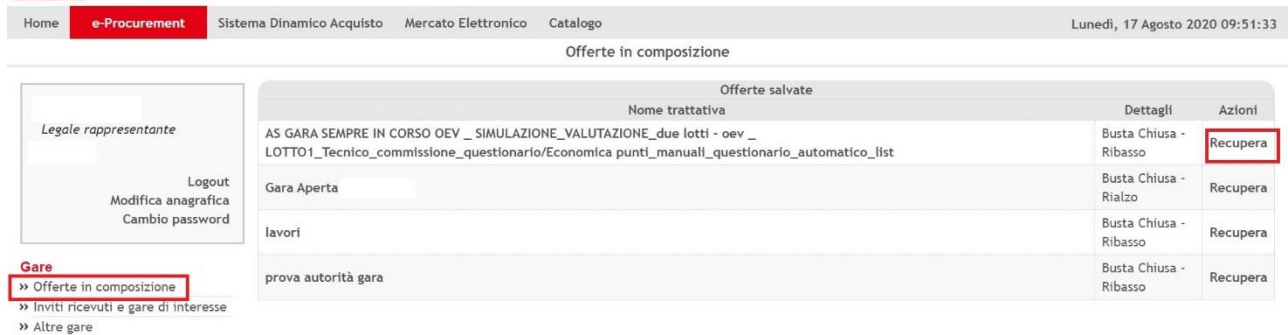 Home e-Procurement Sistema Dinamico Acquisto Mercato Elettronico Catalogo Lunedì, 17 Agosto 2020 09:51:33
Offerte in composizione
Legale rappresentante
Logout
Modifica anagrafica
Cambio password
Gare
» Offerte in composizione
» Inviti ricevuti e gare di interesse
» Altre gare
Offerte salvate
Nome trattativa Dettagli Azioni
AS GARA SEMPRE IN CORSO OEV _ SIMULAZIONE_VALUTAZIONE_due lotti - oev _
LOTTO1_Tecnico_commissione_questionario/Economica punti_manuali_questionario_automatico_list
Busta Chiusa -
Ribasso
Recupera
Gara Aperta
Busta Chiusa -
Rialzo
Recupera
lavori
Busta Chiusa -
Ribasso
Recupera
prova autorità gara
Busta Chiusa -
Ribasso
Recupera